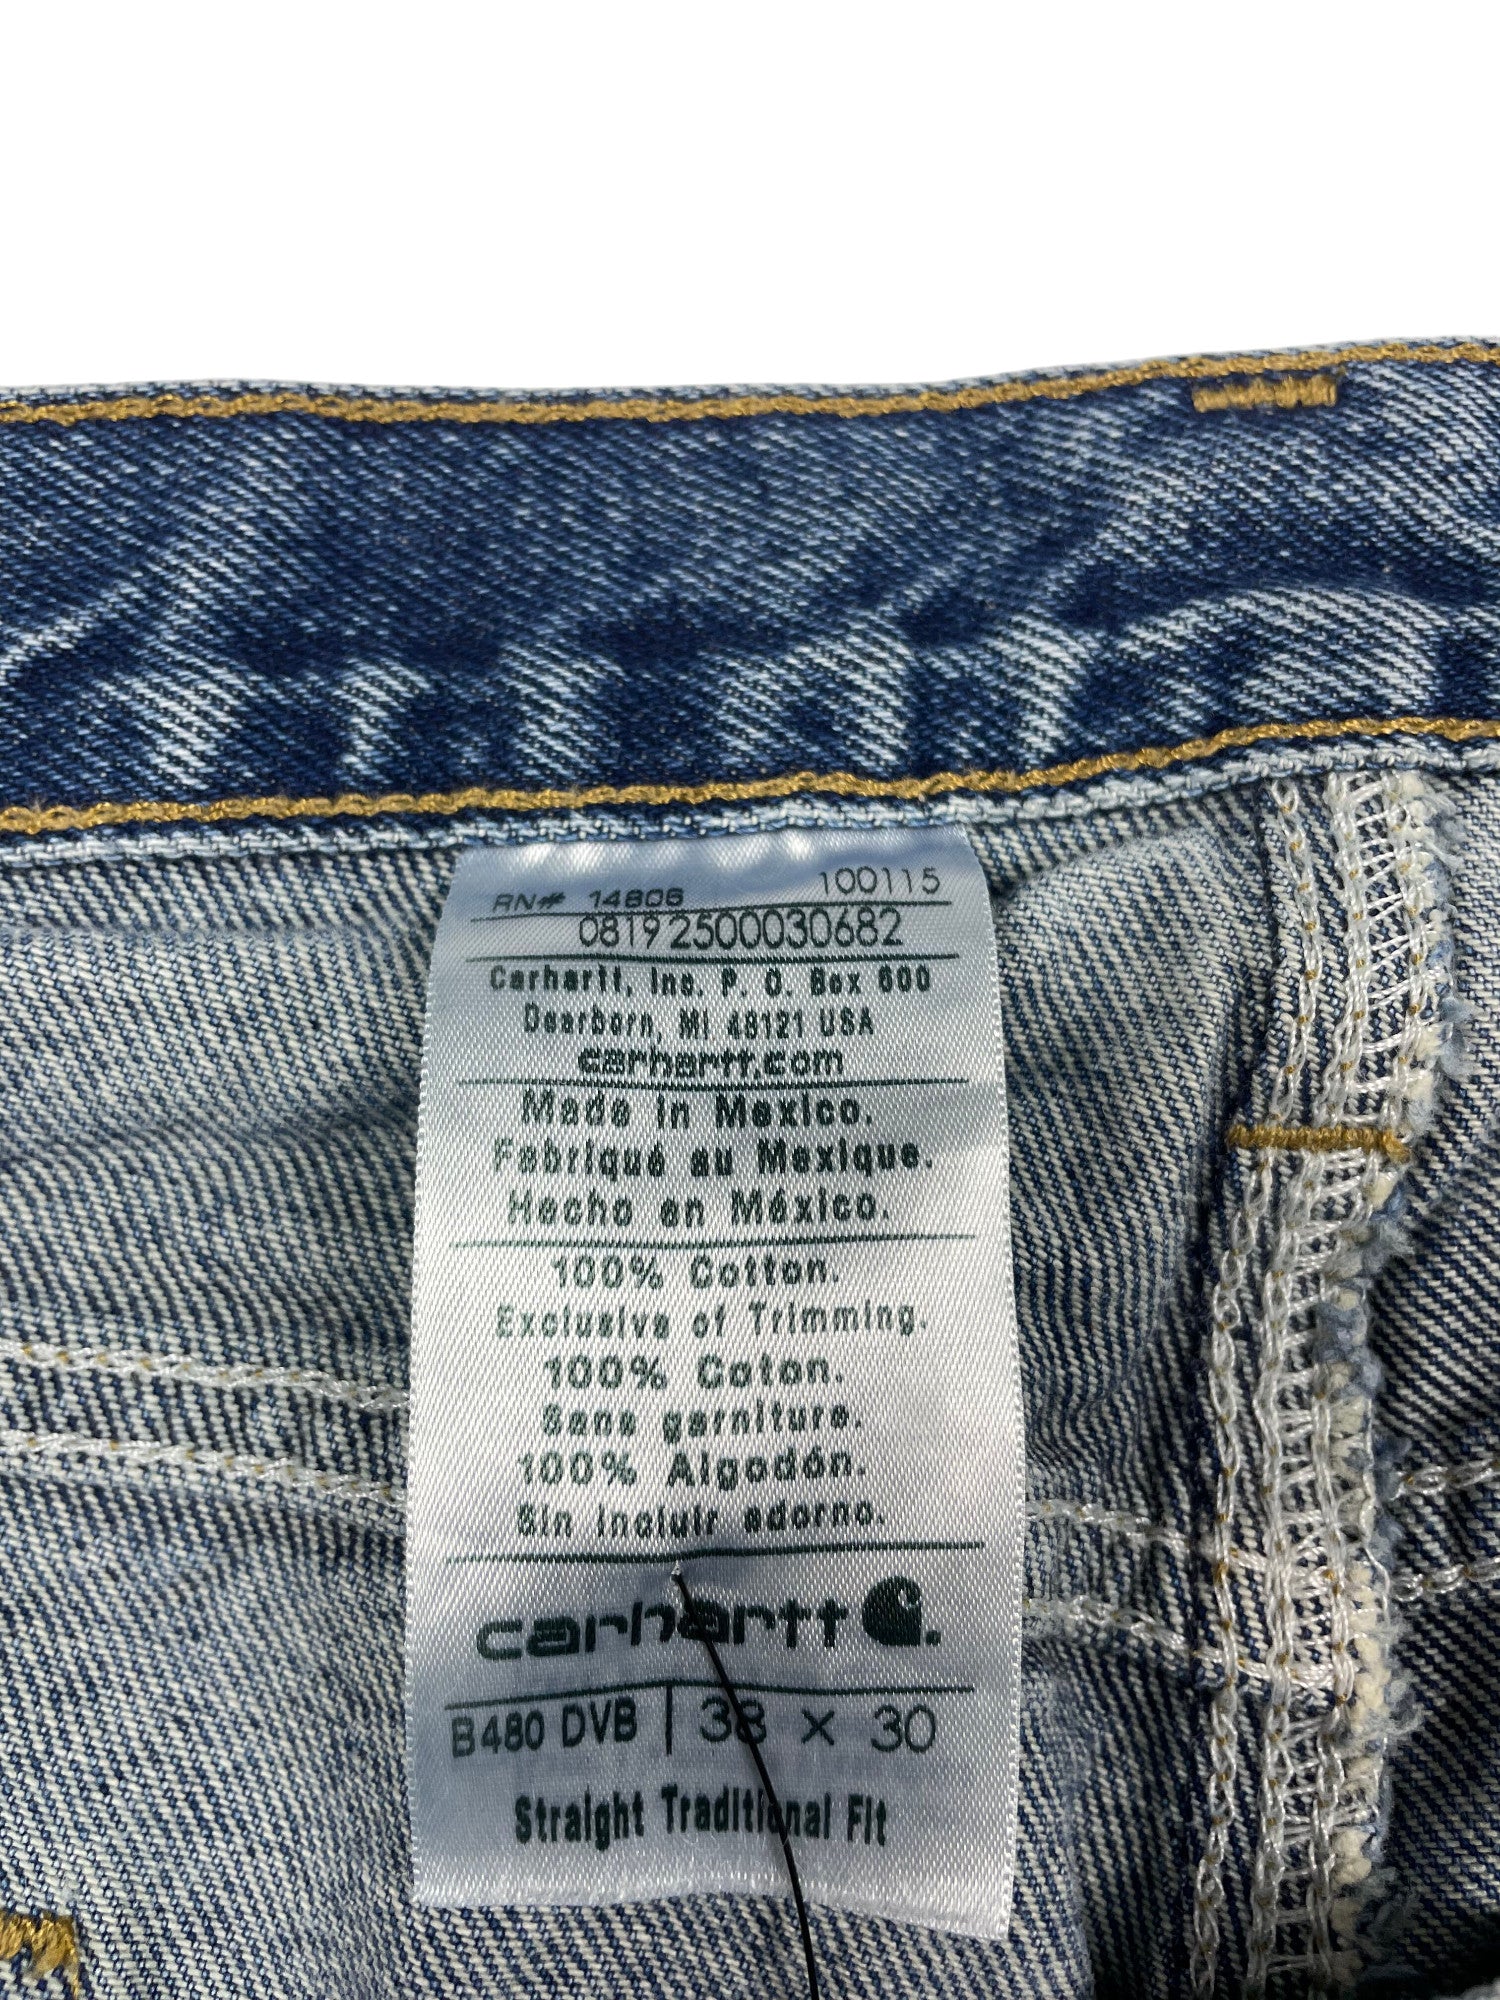 RN# 14806 100115
08192500030682
Carhartt, Inc. P. O. Box 600
Dearborn, MI 48121 USA
carhartt.com
Made in Mexico.
Fabriqué au Mexique.
Hecho en México.
100% Cotton.
Exclusive of Trimming.
100% Coton.
Sans garniture.
100% Algodón.
Sin incluir adorno.
carhartt
B480 DVB | 38 × 30
Straight Traditional Fit